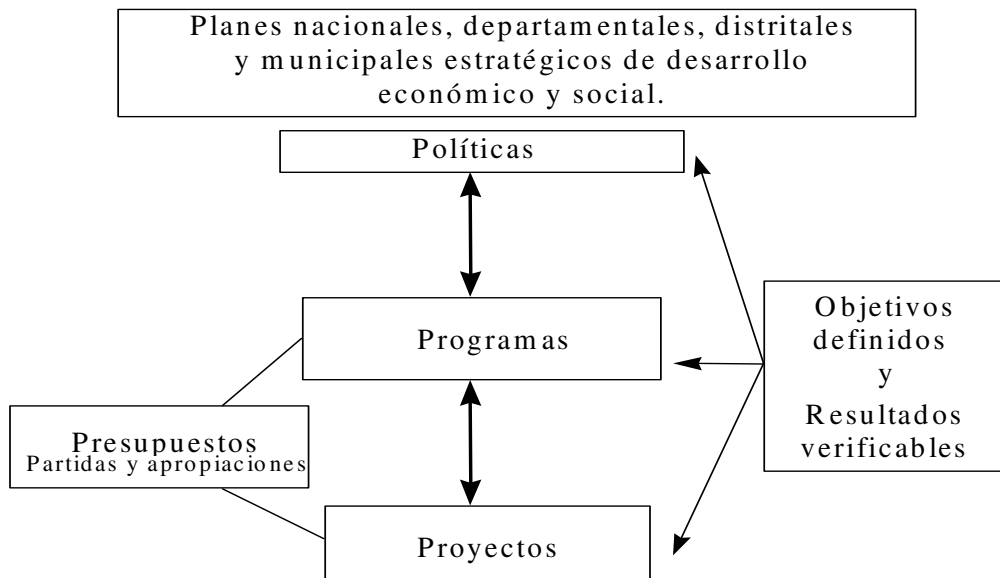 Planes nacionales, departamentales, distritales
y municipales estratégicos de desarrollo
económico y social.
Políticas
Programas
Objetivos
definidos
y
Resultados
verificables
Presupuestos
Partidas y apropiaciones
Proyectos